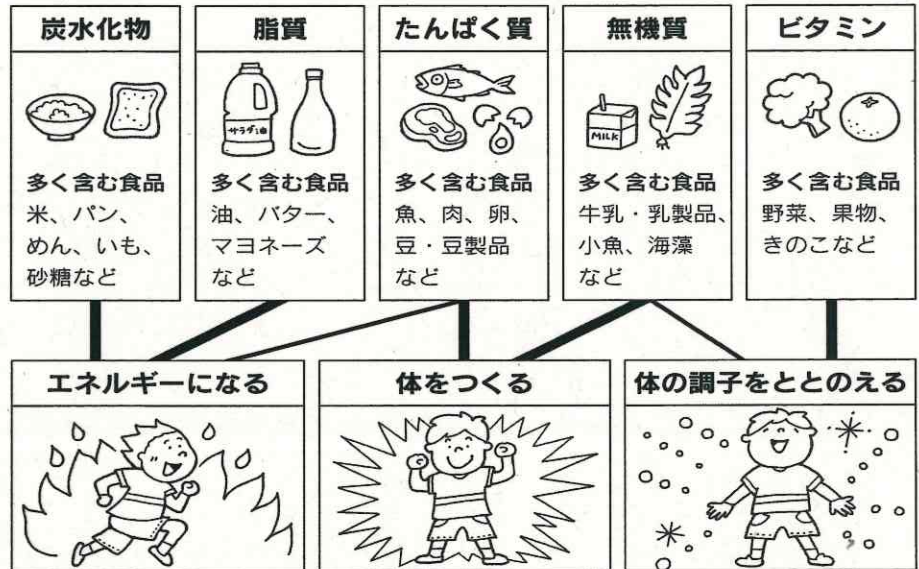 炭水化物
多く含む食品
米、パン、
めん、いも、
砂糖など
脂質
サラダ油
多く含む食品
油、バター、
マヨネーズ
など
たんぱく質
多く含む食品
魚、肉、卵、
豆・豆製品
など
無機質
MILK
多く含む食品
牛乳・乳製品、
小魚、海藻
など
ビタミン
多く含む食品
野菜、果物、
きのこなど
エネルギーになる
体をつくる
体の調子をととのえる